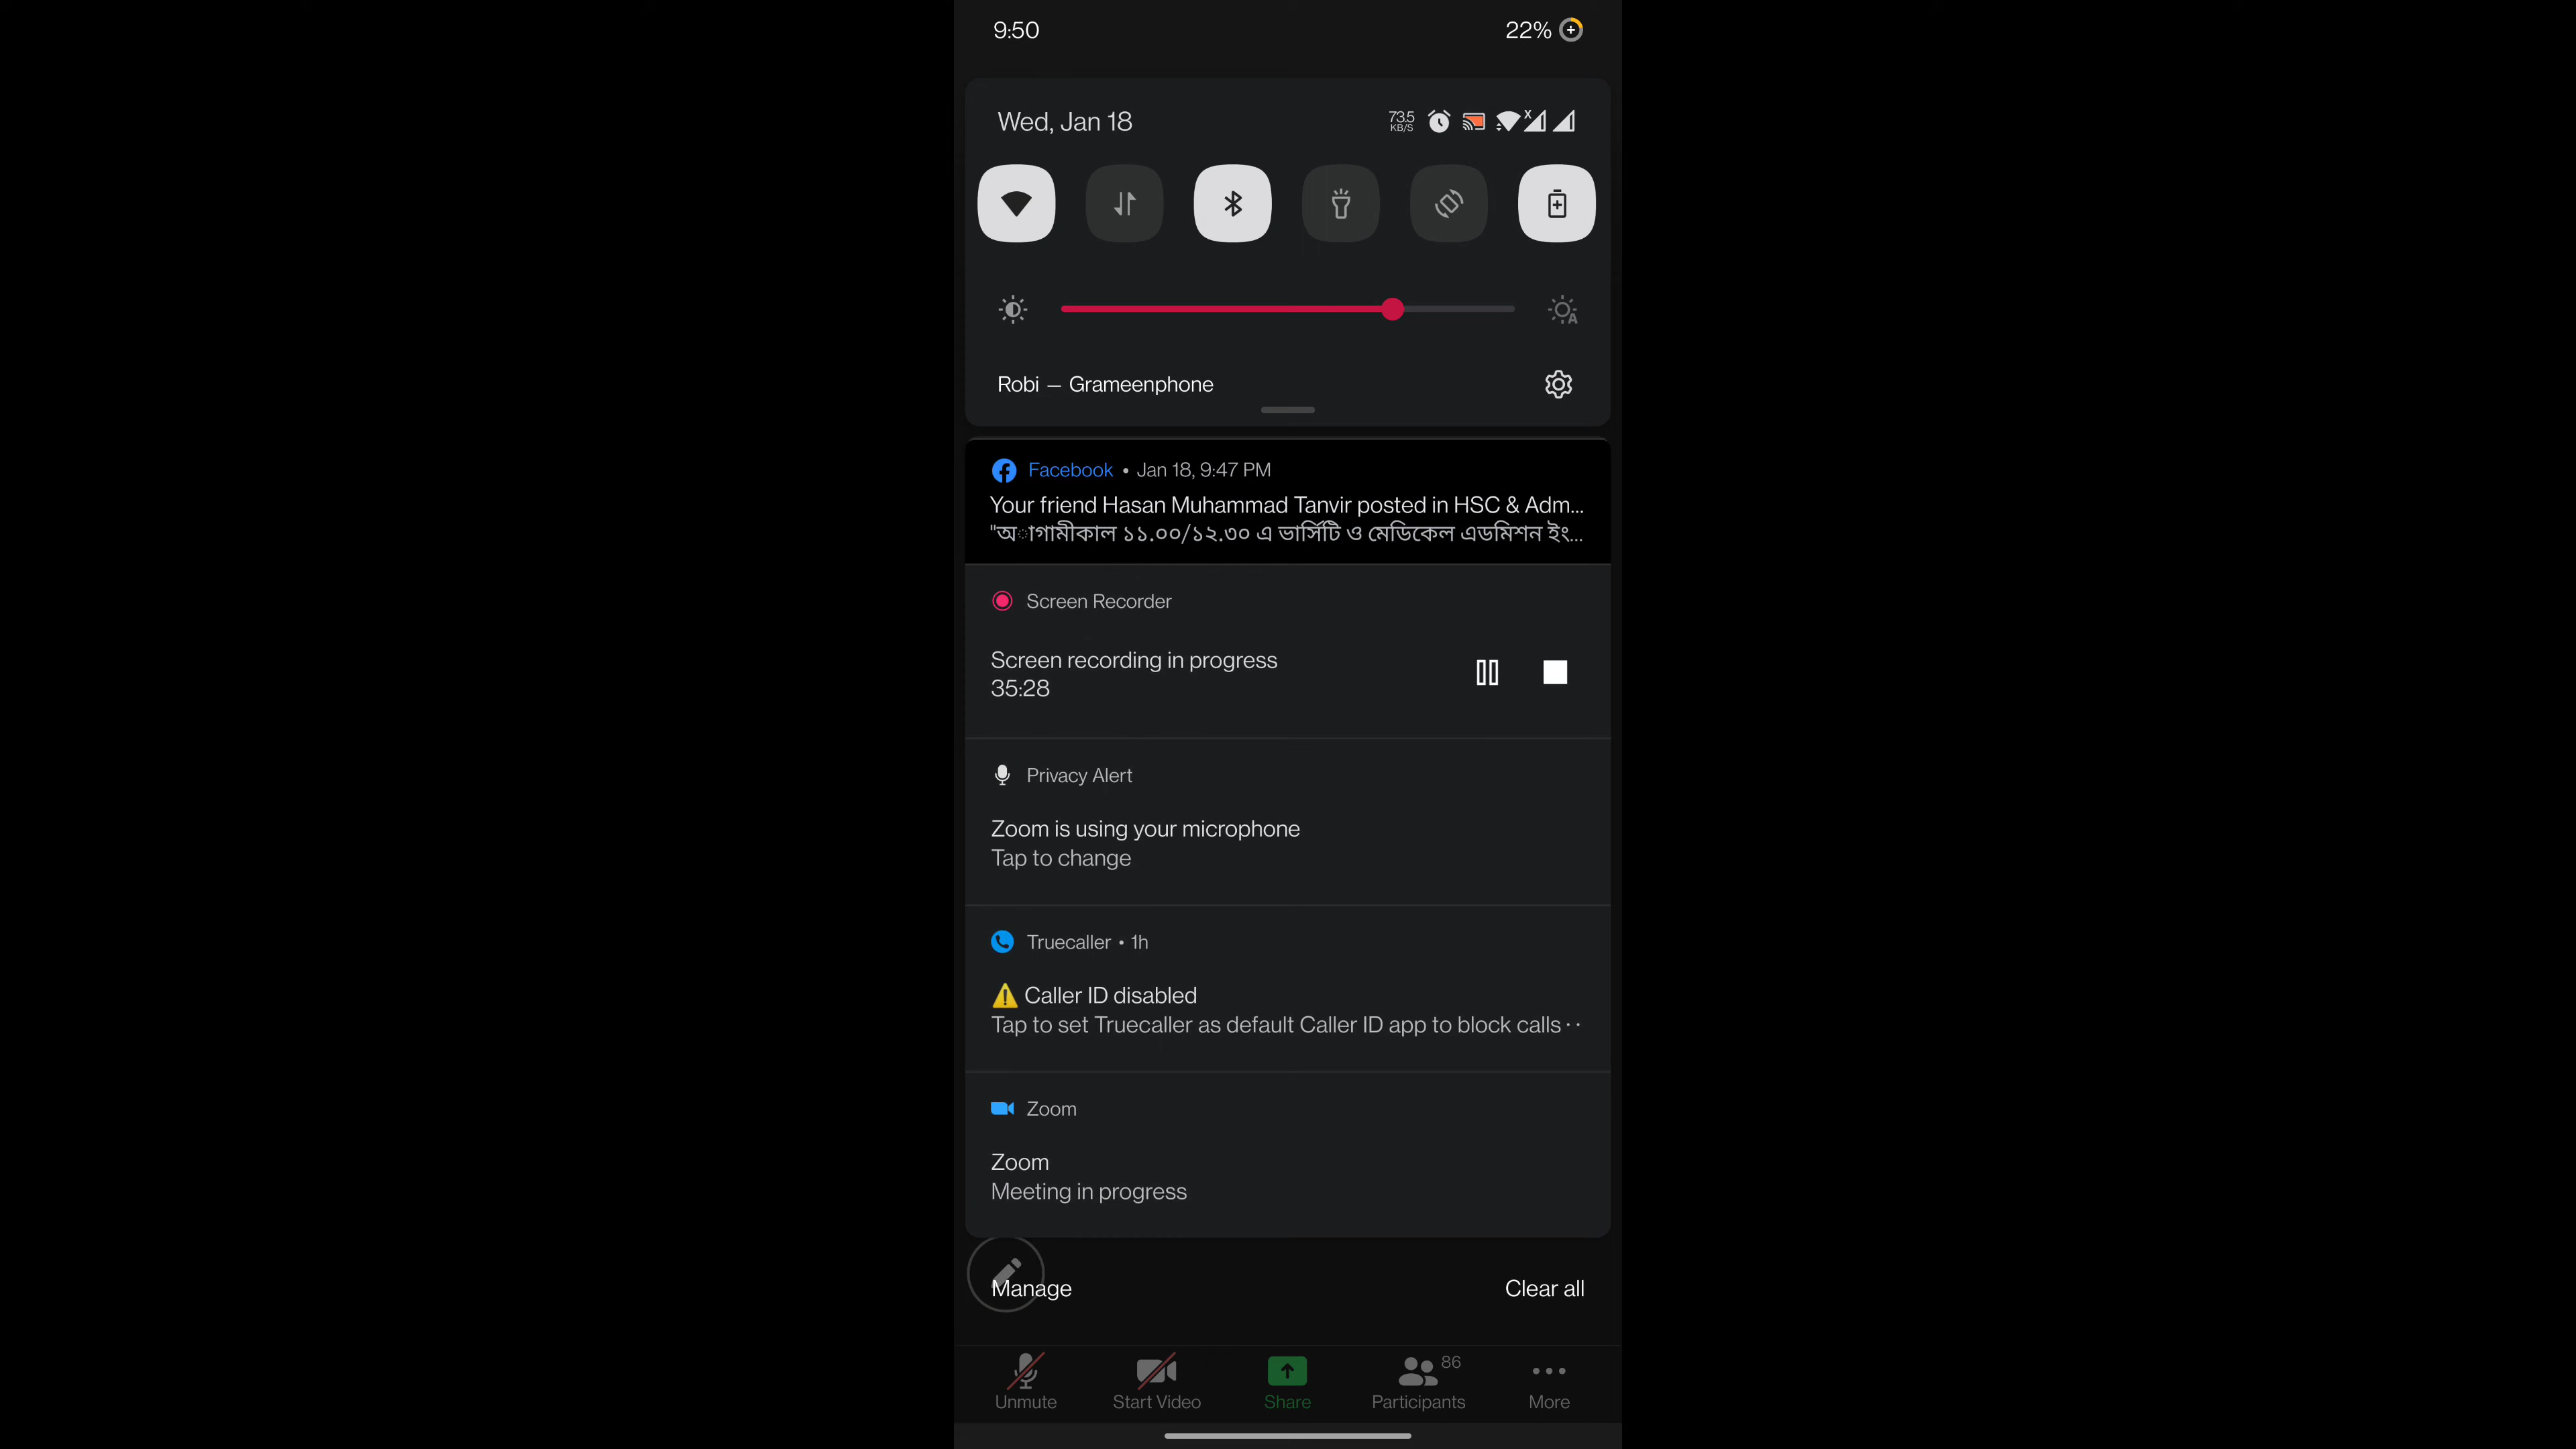 9:50
22%
Wed, Jan 18
73.5
KB/S
Robi — Grameenphone
Facebook • Jan 18, 9:47 PM
Your friend Hasan Muhammad Tanvir posted in HSC & Adm...
"অাগামীকাল ১১.০০/১২.৩০ এ ভার্সিটি ও মেডিকেল এডমিশন ইং...
Screen Recorder
Screen recording in progress
35:28
Privacy Alert
Zoom is using your microphone
Tap to change
Truecaller • 1h
⚠️ Caller ID disabled
Tap to set Truecaller as default Caller ID app to block calls ··
Zoom
Zoom
Meeting in progress
Manage
Clear all
86
Unmute
Start Video
Share
Participants
More